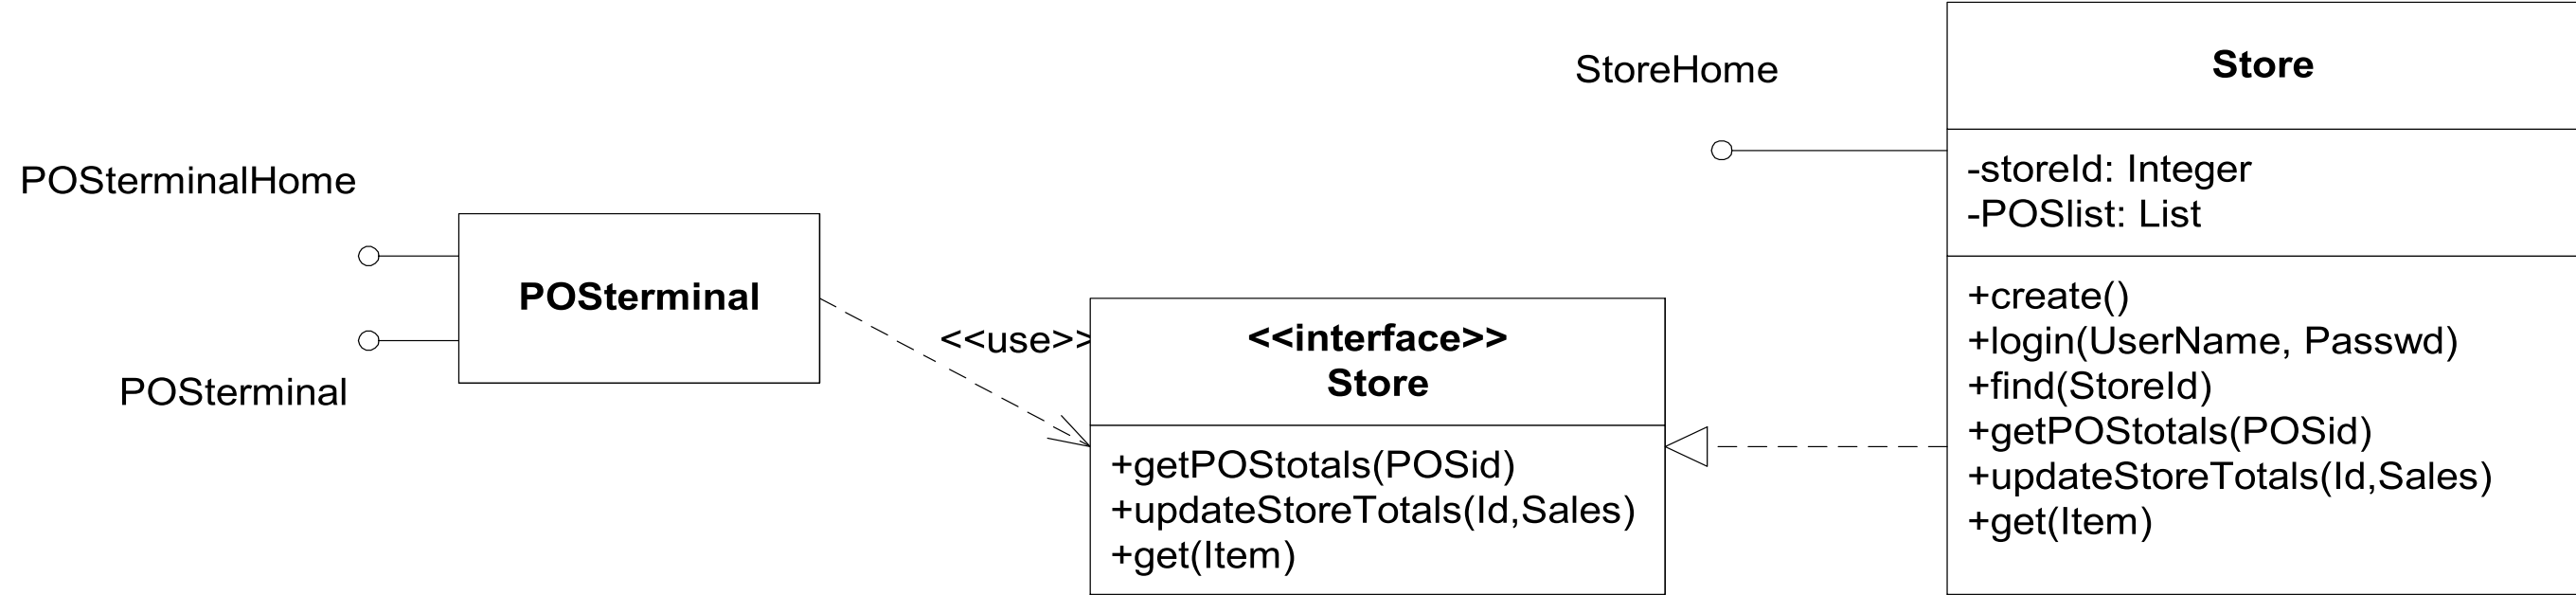 POSterminalHome
POSterminal
POSterminal
<<use>>
<<interface>>
Store
+getPOStotals(POSid)
+updateStoreTotals(Id,Sales)
+get(Item)
StoreHome
Store
-storeId: Integer
-POSlist: List
+create()
+login(UserName, Passwd)
+find(StoreId)
+getPOStotals(POSid)
+updateStoreTotals(Id,Sales)
+get(Item)